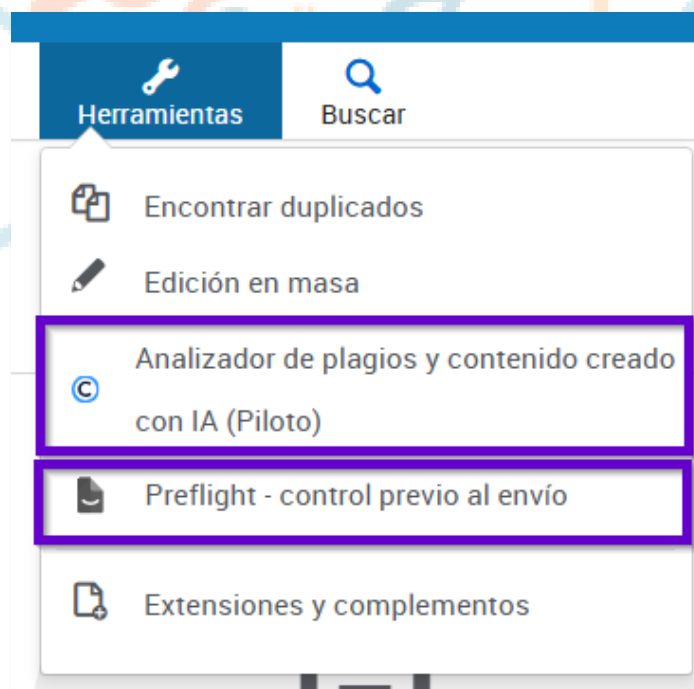 Herramientas
Buscar
Encontrar duplicados
Edición en masa
Analizador de plagios y contenido creado
con IA (Piloto)
Preflight - control previo al envío
Extensiones y complementos